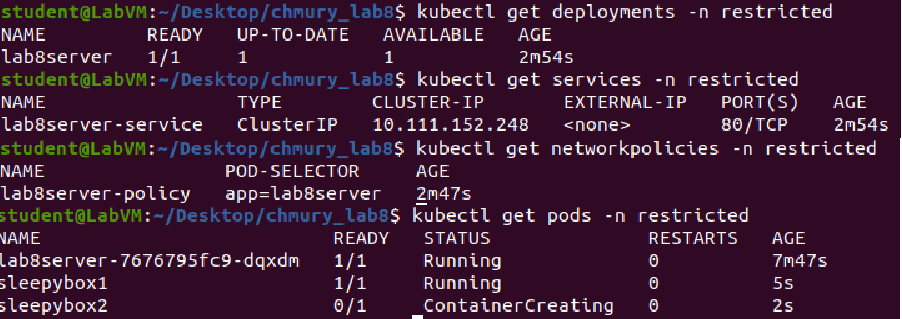 student@LabVM:~/Desktop/chmury_lab8$ kubectl get deployments -n restricted
NAME READY UP-TO-DATE AVAILABLE AGE
lab8server 1/1 1 1 2m54s
student@LabVM:~/Desktop/chmury_lab8$ kubectl get services -n restricted
NAME TYPE CLUSTER-IP EXTERNAL-IP PORT(S) AGE
lab8server-service ClusterIP 10.111.152.248 <none> 80/TCP 2m54s
student@LabVM:~/Desktop/chmury_lab8$ kubectl get networkpolicies -n restricted
NAME POD-SELECTOR AGE
lab8server-policy app=lab8server 2m47s
student@LabVM:~/Desktop/chmury_lab8$ kubectl get pods -n restricted
NAME READY STATUS RESTARTS AGE
lab8server-7676795fc9-dqxdm 1/1 Running 0 7m47s
sleepybox1 1/1 Running 0 5s
sleepybox2 0/1 ContainerCreating 0 2s